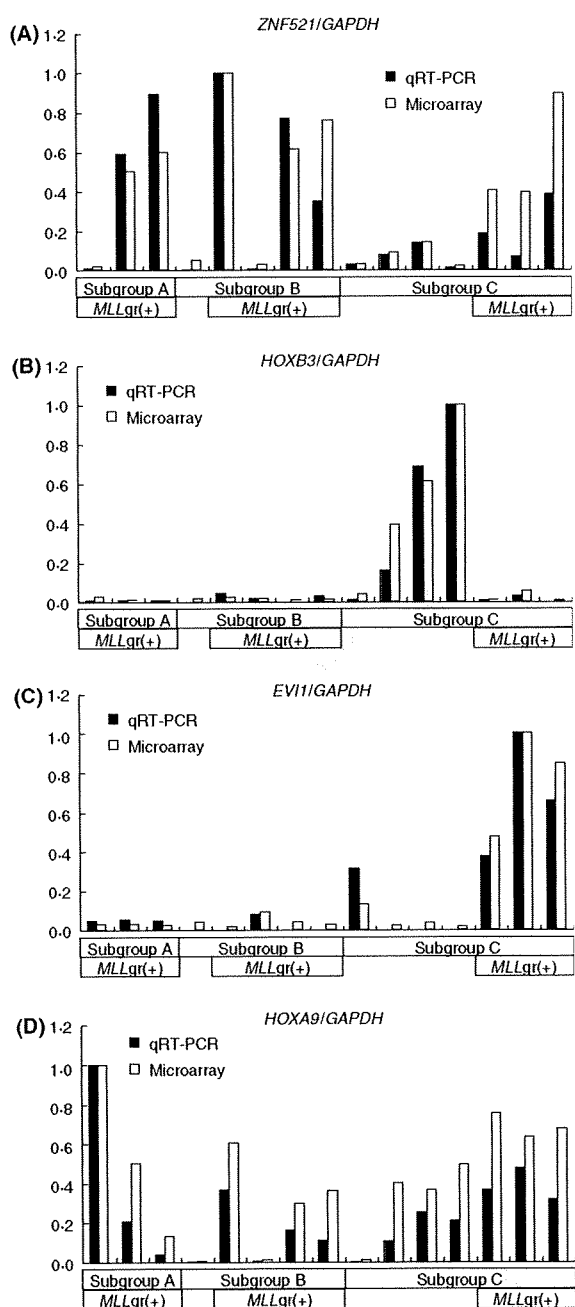 (A) ZNF521/GAPDH
1·2
1·0
0·8
0·6
0·4
0·2
0·0
qRT-PCR
Microarray
Subgroup A Subgroup B Subgroup C
MLLgr(+) MLLgr(+) MLLgr(+)
(B) HOXB3/GAPDH
1·2
1·0
0·8
0·6
0·4
0·2
0·0
qRT-PCR
Microarray
Subgroup A Subgroup B Subgroup C
MLLgr(+) MLLgr(+) MLLgr(+)
(C) EVI1/GAPDH
1·2
1·0
0·8
0·6
0·4
0·2
0·0
qRT-PCR
Microarray
Subgroup A Subgroup B Subgroup C
MLLgr(+) MLLgr(+) MLLgr(+)
(D) HOXA9/GAPDH
1·2
1·0
0·8
0·6
0·4
0·2
0·0
qRT-PCR
Microarray
Subgroup A Subgroup B Subgroup C
MLLgr(+) MLLgr(+) MLLgr(+)